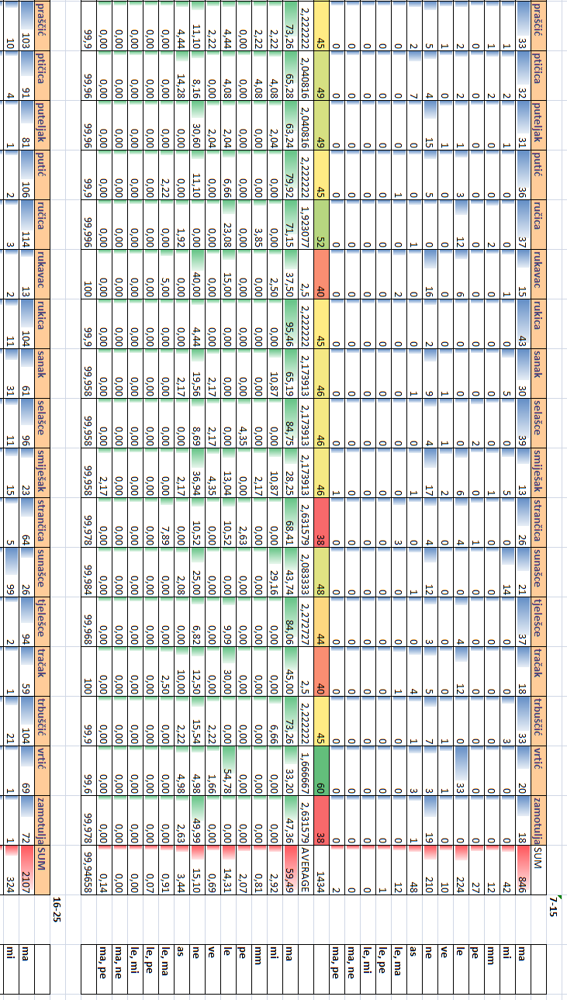 7-15
praščić ptičica puteljak putić ručica rukavac rukica sanak selašce smiješak strančica sunašce tjelešce tračak trbuščić vrtić zamotulja SUM
33 32 31 36 37 15 43 30 39 13 26 21 37 18 33 20 18 846 ma
1 2 1 0 0 1 0 5 0 5 0 14 0 0 3 0 0 42 mi
1 2 0 0 2 0 0 0 0 1 0 0 0 0 0 0 0 12 mm
0 0 0 0 0 0 0 0 2 0 1 0 0 0 0 0 0 27 pe
2 2 1 3 12 6 0 0 0 6 4 0 4 12 0 33 0 224 le
1 0 1 0 0 0 0 1 1 2 0 0 0 0 1 1 0 10 ve
5 4 15 5 0 16 2 9 4 17 4 12 3 5 7 3 19 210 ne
2 7 0 0 1 0 0 1 0 1 0 1 0 4 1 3 1 48 as
0 0 0 1 0 2 0 0 0 0 3 0 0 1 0 0 0 12 le, ma
0 0 0 0 0 0 0 0 0 0 0 0 0 0 0 0 0 1 le, pe
0 0 0 0 0 0 0 0 0 0 0 0 0 0 0 0 0 0 le, mi
0 0 0 0 0 0 0 0 0 0 0 0 0 0 0 0 0 0 ma, ne
0 0 0 0 0 0 0 0 0 1 0 0 0 0 0 0 0 2 ma, pe
45 49 49 45 52 40 45 46 46 46 38 48 44 40 45 60 38 1434
2,222222 2,040816 2,040816 2,222222 1,923077 2,5 2,222222 2,173913 2,173913 2,173913 2,631579 2,083333 2,272727 2,5 2,222222 1,666667 2,631579 AVERAGE
73,26 65,28 63,24 79,92 71,15 37,50 95,46 65,19 84,75 28,25 68,41 43,74 84,06 45,00 73,26 33,20 47,36 59,49 ma
2,22 4,08 2,04 0,00 0,00 2,50 0,00 10,87 0,00 10,87 0,00 29,16 0,00 0,00 6,66 0,00 0,00 2,92 mi
2,22 4,08 0,00 0,00 3,85 0,00 0,00 0,00 0,00 2,17 0,00 0,00 0,00 0,00 0,00 0,00 0,00 0,81 mm
0,00 0,00 0,00 0,00 0,00 0,00 0,00 0,00 4,35 0,00 2,63 0,00 0,00 0,00 0,00 0,00 0,00 2,07 pe
4,44 4,08 2,04 6,66 23,08 15,00 0,00 0,00 0,00 13,04 10,52 0,00 9,09 30,00 0,00 54,78 0,00 14,31 le
2,22 0,00 2,04 0,00 0,00 0,00 0,00 2,17 2,17 4,35 0,00 0,00 0,00 0,00 2,22 1,66 0,00 0,69 ve
11,10 8,16 30,60 11,10 0,00 40,00 4,44 19,56 8,69 36,94 10,52 25,00 6,82 12,50 15,54 4,98 49,99 15,10 ne
4,44 14,28 0,00 0,00 1,92 0,00 0,00 2,17 0,00 2,17 0,00 2,08 0,00 10,00 2,22 4,98 2,63 3,44 as
0,00 0,00 0,00 2,22 0,00 5,00 0,00 0,00 0,00 0,00 7,89 0,00 0,00 2,50 0,00 0,00 0,00 0,91 le, ma
0,00 0,00 0,00 0,00 0,00 0,00 0,00 0,00 0,00 0,00 0,00 0,00 0,00 0,00 0,00 0,00 0,00 0,07 le, pe
0,00 0,00 0,00 0,00 0,00 0,00 0,00 0,00 0,00 0,00 0,00 0,00 0,00 0,00 0,00 0,00 0,00 0,00 le, mi
0,00 0,00 0,00 0,00 0,00 0,00 0,00 0,00 0,00 0,00 0,00 0,00 0,00 0,00 0,00 0,00 0,00 0,00 ma, ne
0,00 0,00 0,00 0,00 0,00 0,00 0,00 0,00 0,00 2,17 0,00 0,00 0,00 0,00 0,00 0,00 0,00 0,14 ma, pe
99,9 99,96 99,96 99,9 99,996 100 99,9 99,958 99,958 99,958 99,978 99,984 99,968 100 99,9 99,6 99,978 99,94658
16-25
praščić ptičica puteljak putić ručica rukavac rukica sanak selašce smiješak strančica sunašce tjelešce tračak trbuščić vrtić zamotulja SUM
103 91 81 106 114 13 104 61 96 23 64 26 94 59 104 69 72 2107 ma
10 4 1 2 3 2 11 31 11 15 5 99 2 1 21 1 1 324 mi